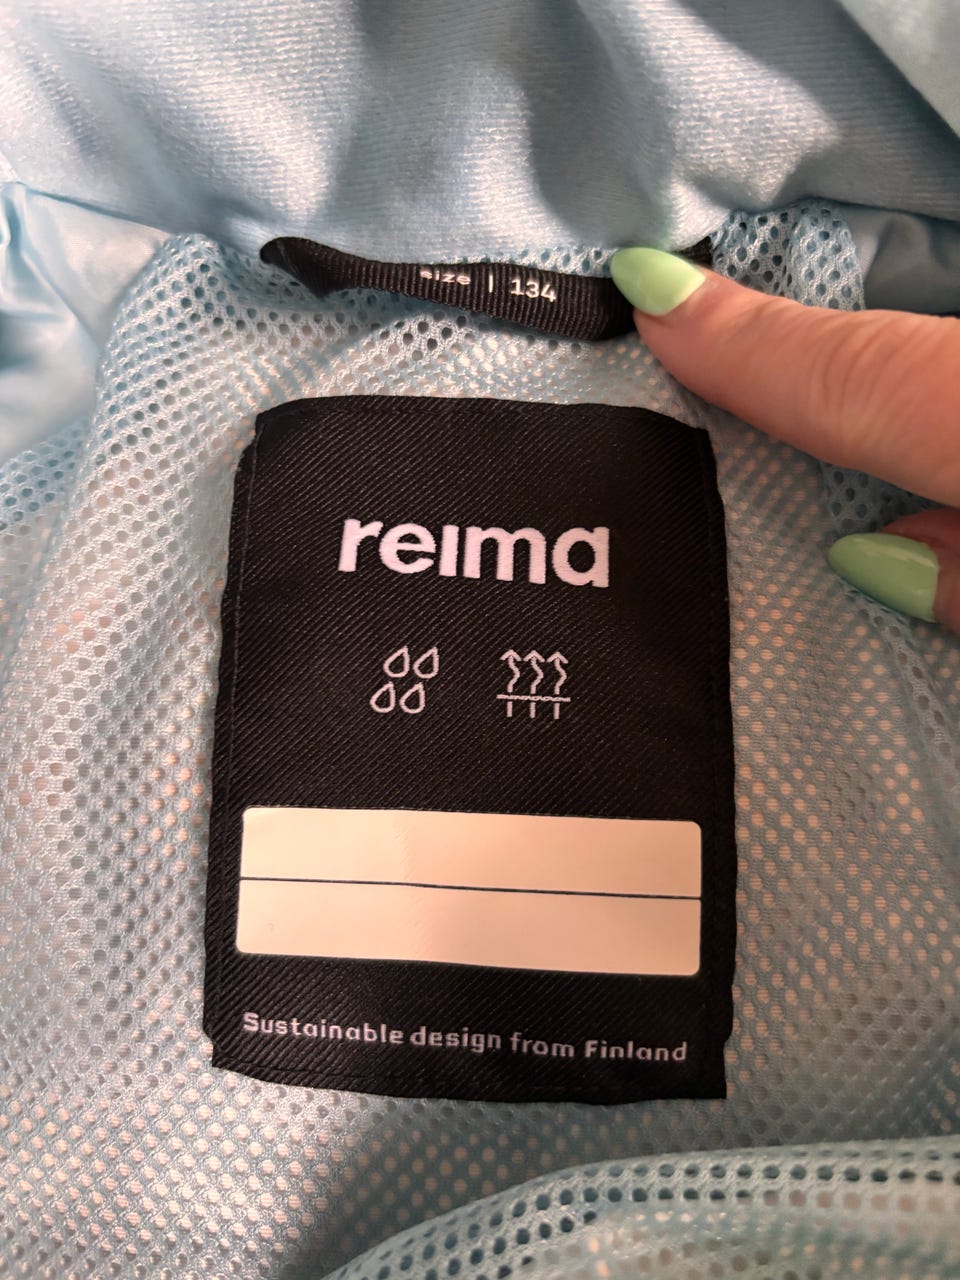 size | 134
reima
Sustainable design from Finland